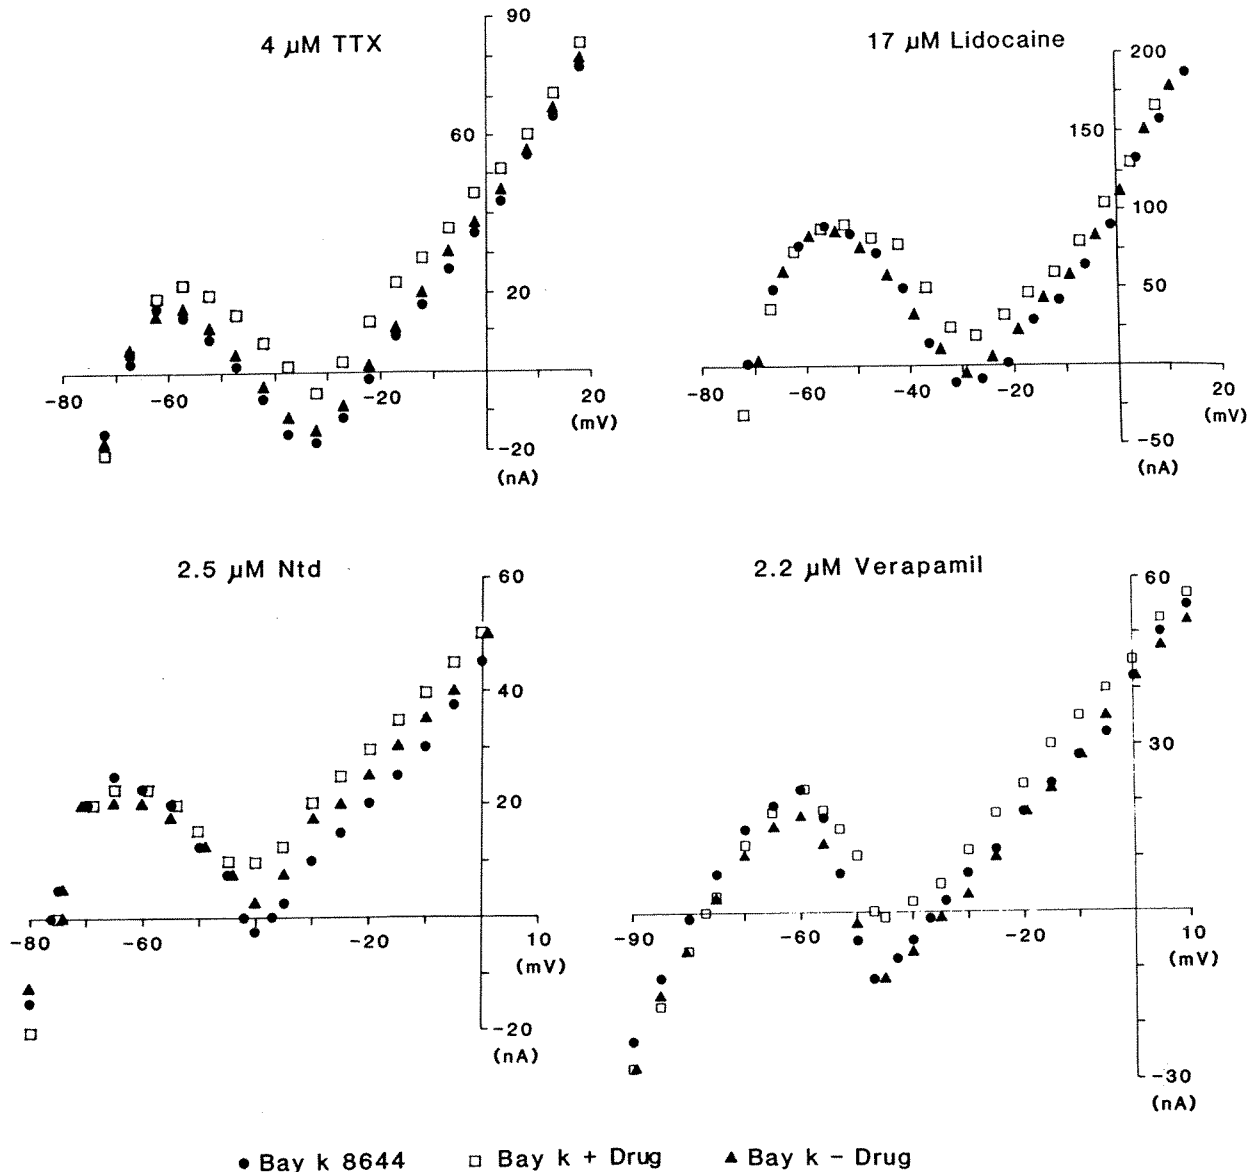 4 µM TTX
90
60
20
-80
-60
-20
20
(mV)
-20
(nA)
17 µM Lidocaine
200
150
100
50
-80
-60
-40
-20
20
(mV)
-50
(nA)
2.5 µM Ntd
60
40
20
-80
-60
-20
10
(mV)
-20
(nA)
2.2 µM Verapamil
60
30
-90
-60
-20
10
(mV)
-30
(nA)
Bay k 8644 Bay k + Drug Bay k - Drug